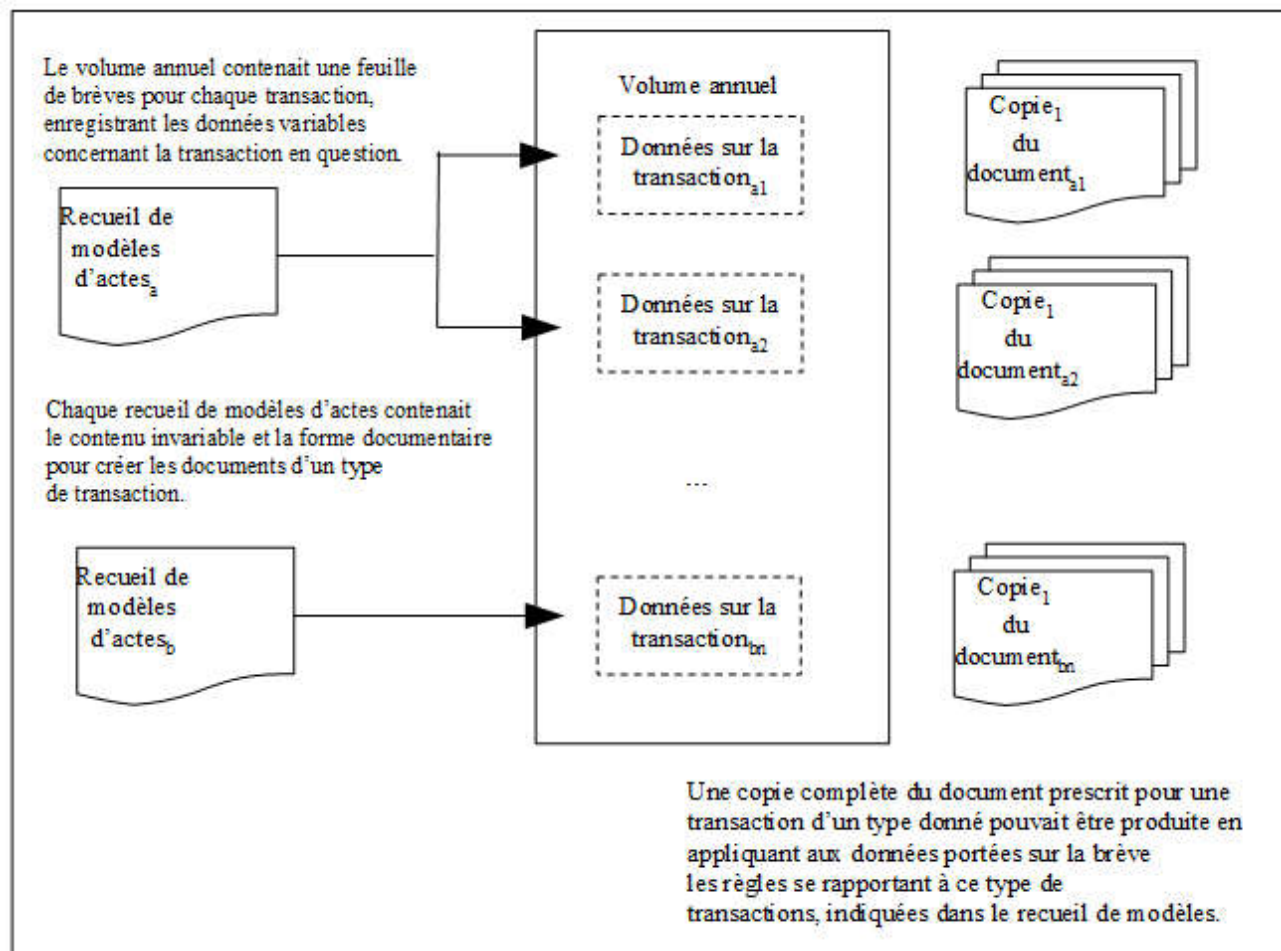 Le volume annuel contenait une feuille
de brèves pour chaque transaction,
enregistrant les données variables
concernant la transaction en question.
Recueil de
modèles
d'actesa
Chaque recueil de modèles d'actes contenait
le contenu invariable et la forme documentaire
pour créer les documents d'un type
de transaction.
Recueil de
modèles
d'actesb
Volume annuel
Données sur la
transactiona1
Données sur la
transactiona2
...
Données sur la
transactionbn
Copie1
du
documenta1
Copie1
du
documenta2
Copie1
du
documentbn
Une copie complète du document prescrit pour une
transaction d'un type donné pouvait être produite en
appliquant aux données portées sur la brève
les règles se rapportant à ce type de
transactions, indiquées dans le recueil de modèles.